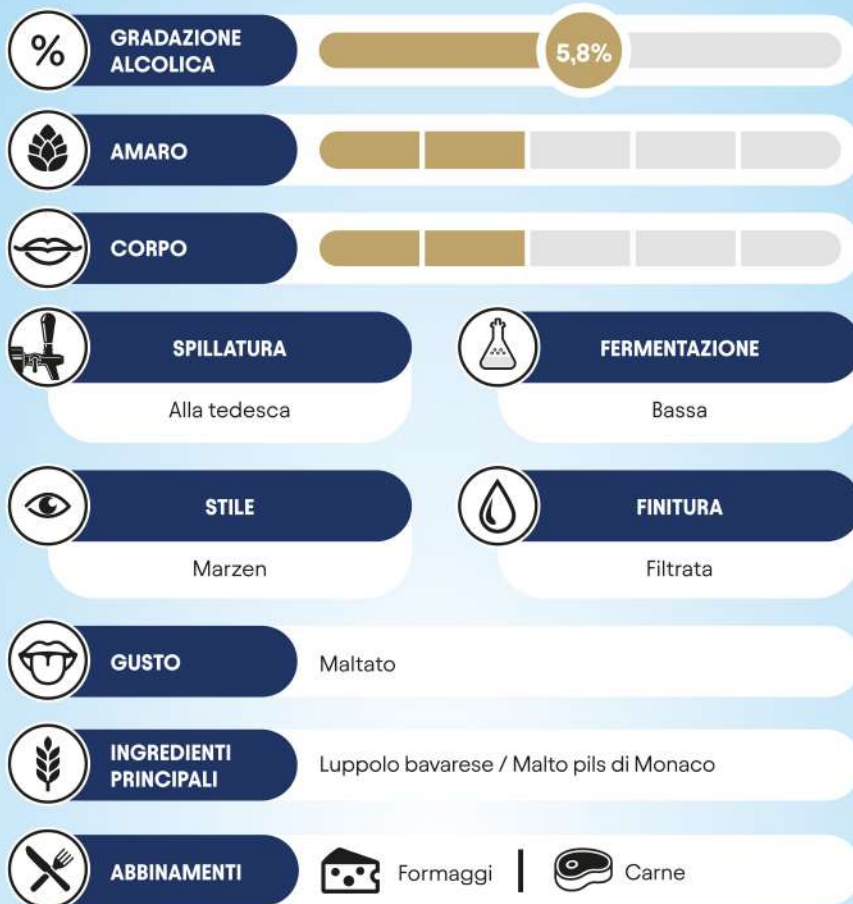 %
GRADAZIONE
ALCOLICA
5,8%
AMARO
CORPO
SPILLATURA
Alla tedesca
FERMENTAZIONE
Bassa
STILE
Marzen
FINITURA
Filtrata
GUSTO
Maltato
INGREDIENTI
PRINCIPALI
Luppolo bavarese / Malto pils di Monaco
ABBINAMENTI
Formaggi
Carne